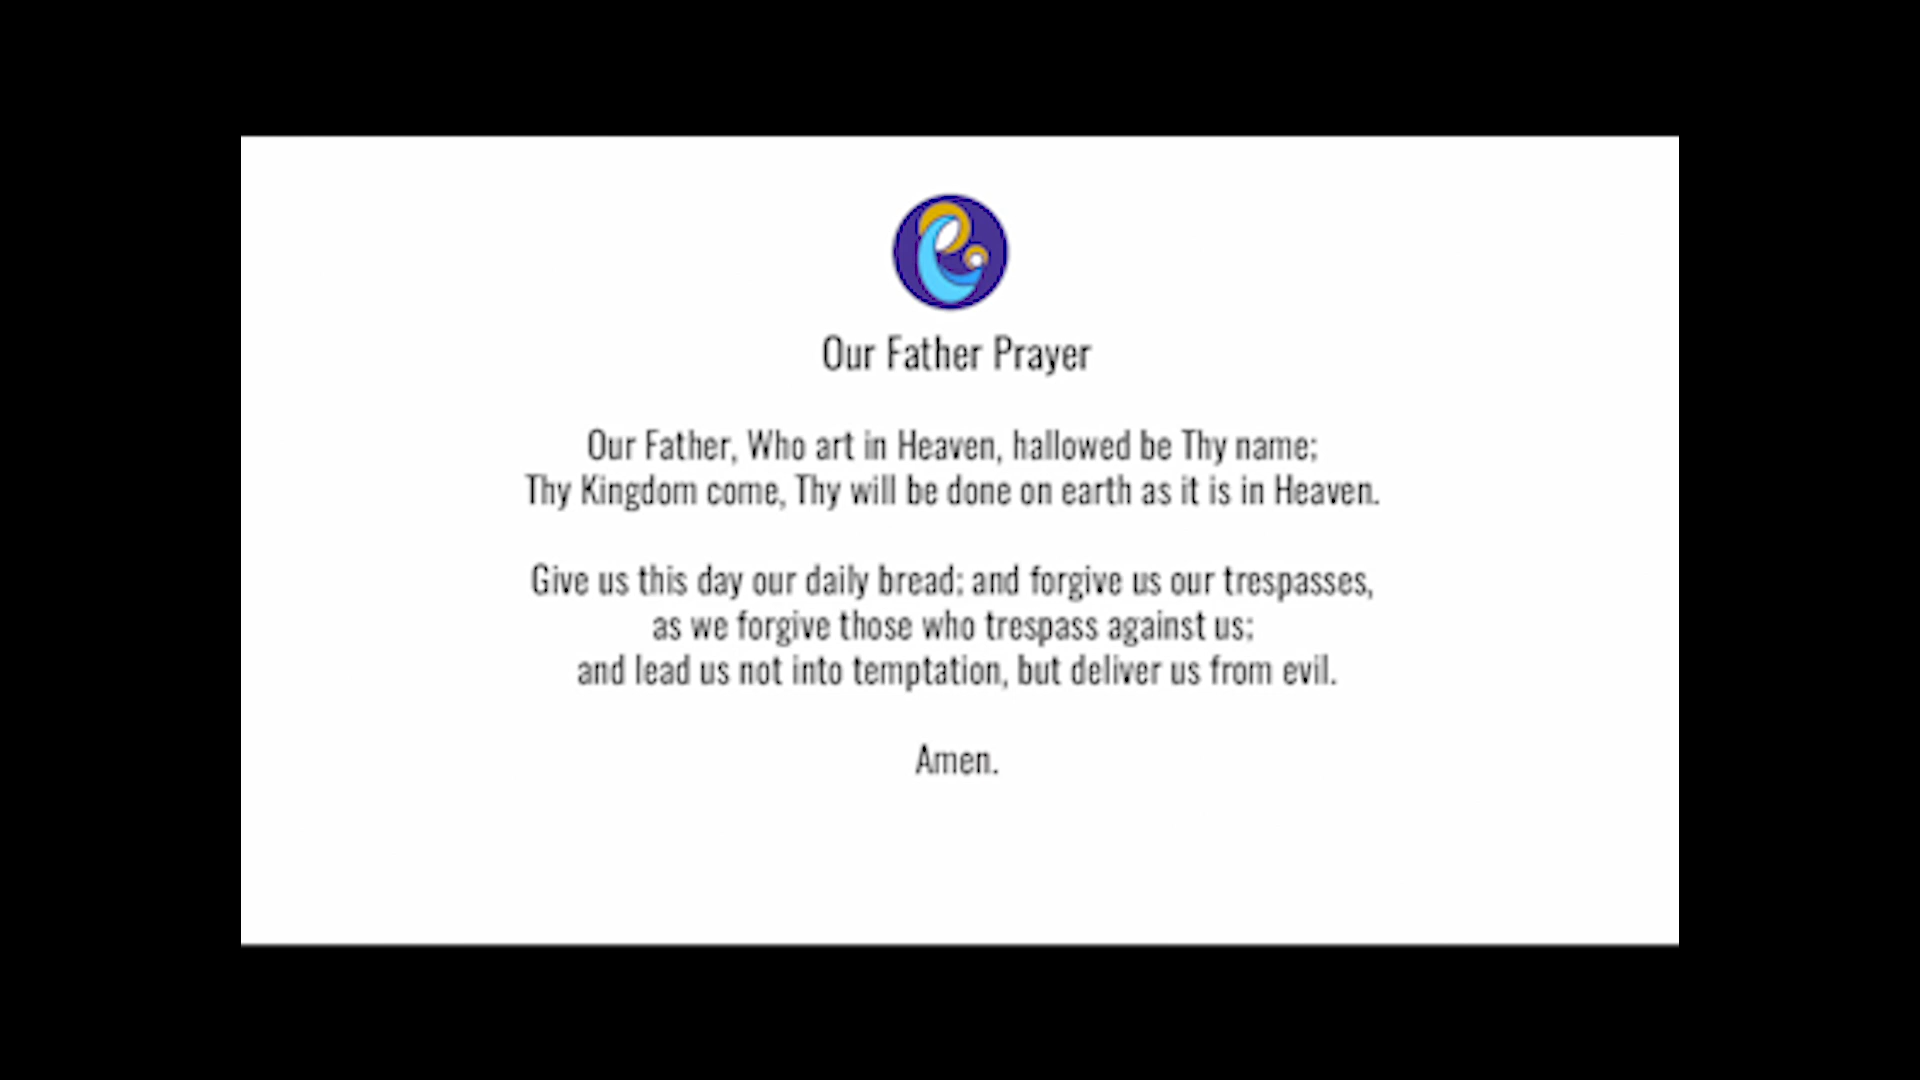 Our Father Prayer
Our Father, Who art in Heaven, hallowed be Thy name;
Thy Kingdom come, Thy will be done on earth as it is in Heaven.
Give us this day our daily bread; and forgive us our trespasses,
as we forgive those who trespass against us;
and lead us not into temptation, but deliver us from evil.
Amen.